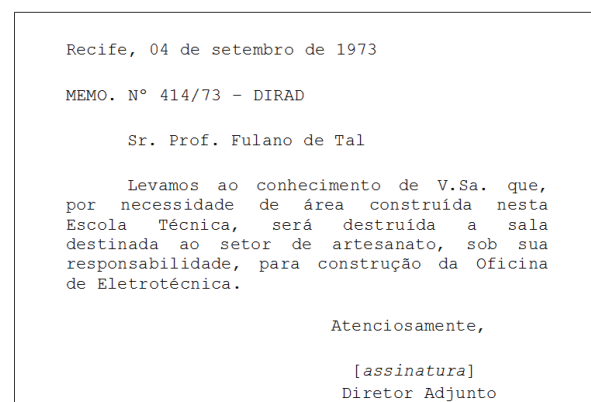 Recife, 04 de setembro de 1973
MEMO. Nº 414/73 – DIRAD
Sr. Prof. Fulano de Tal
Levamos ao conhecimento de V.Sa. que,
por necessidade de área construída nesta
Escola Técnica, será destruída a sala
destinada ao setor de artesanato, sob sua
responsabilidade, para construção da Oficina
de Eletrotécnica.
Atenciosamente,
[assinatura]
Diretor Adjunto